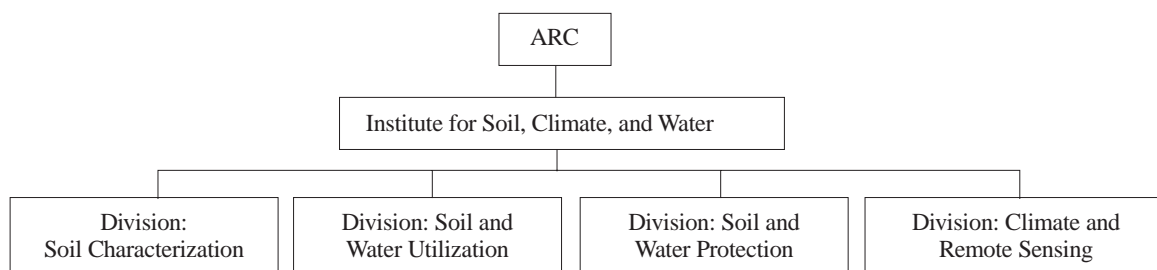 ARC
Institute for Soil, Climate, and Water
Division:
Soil Characterization
Division: Soil and
Water Utilization
Division: Soil and
Water Protection
Division: Climate and
Remote Sensing